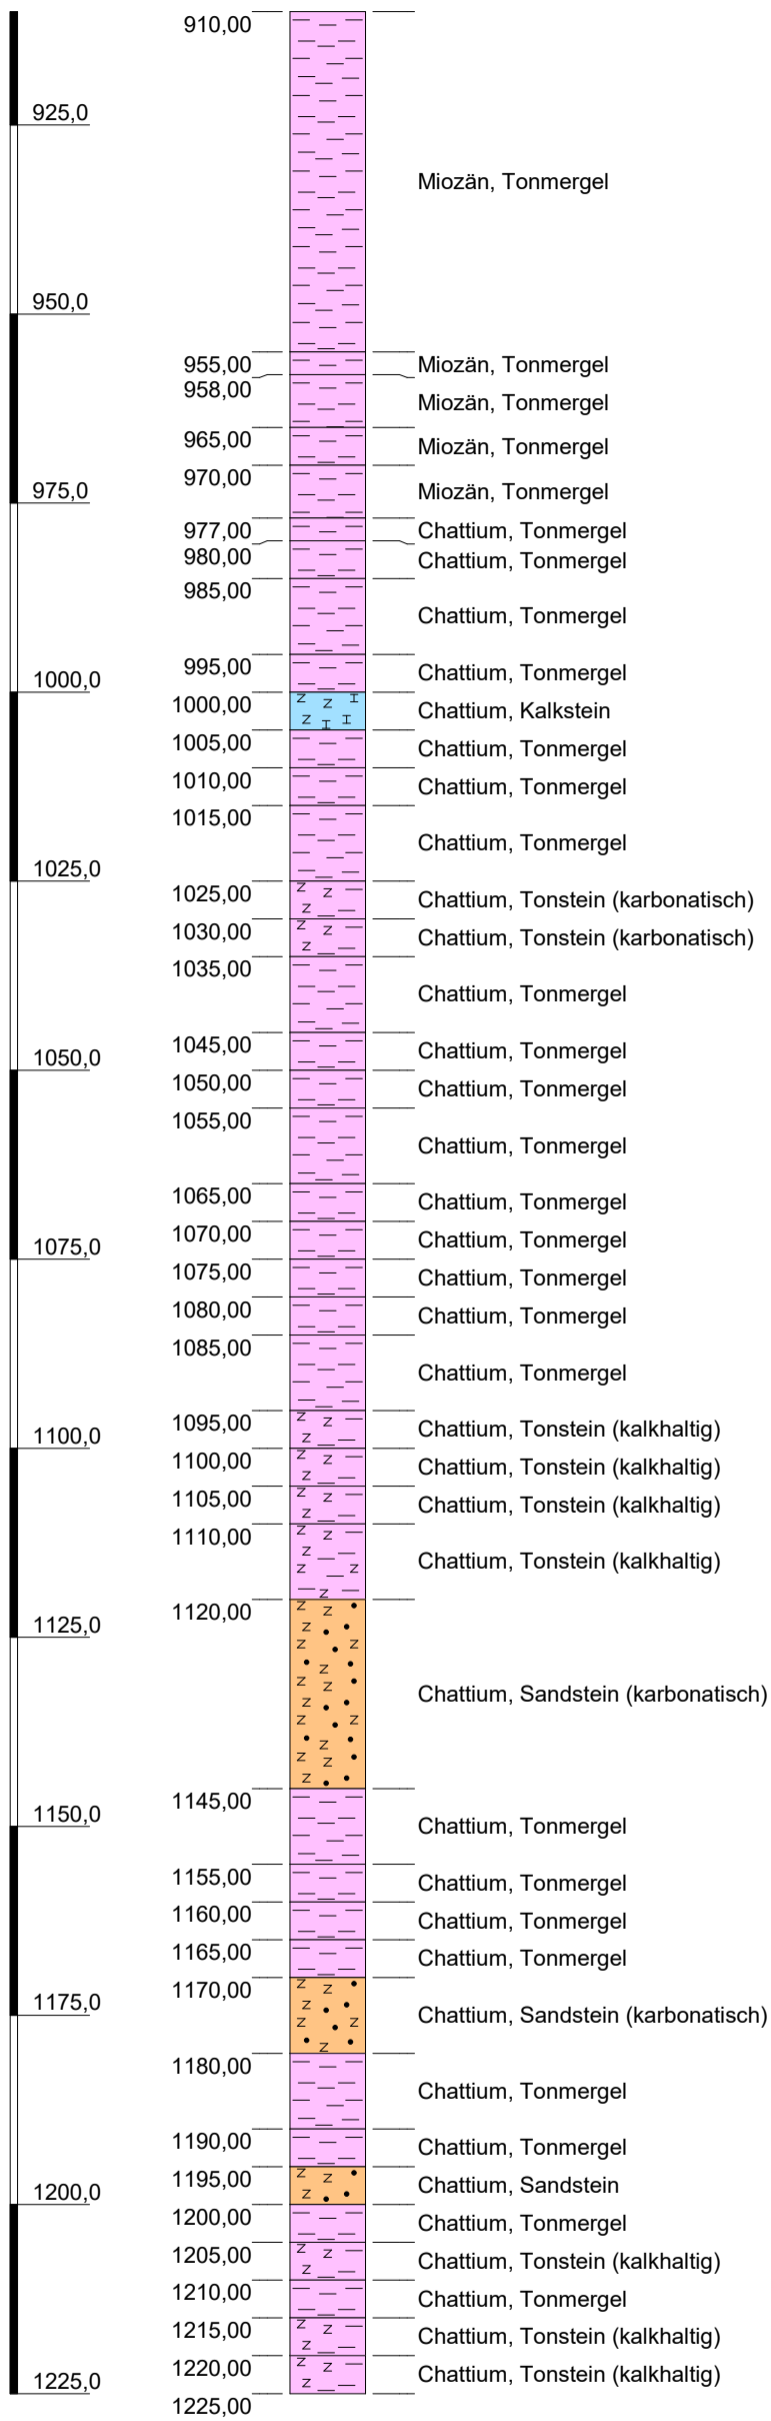 910,00
925,0
Miozän, Tonmergel
950,0
955,00 Miozän, Tonmergel
958,00 Miozän, Tonmergel
965,00 Miozän, Tonmergel
970,00 Miozän, Tonmergel
975,0
977,00 Chattium, Tonmergel
980,00 Chattium, Tonmergel
985,00 Chattium, Tonmergel
995,00 Chattium, Tonmergel
1000,0
1000,00 Chattium, Kalkstein
1005,00 Chattium, Tonmergel
1010,00 Chattium, Tonmergel
1015,00 Chattium, Tonmergel
1025,0
1025,00 Chattium, Tonstein (karbonatisch)
1030,00 Chattium, Tonstein (karbonatisch)
1035,00 Chattium, Tonmergel
1045,00 Chattium, Tonmergel
1050,0
1050,00 Chattium, Tonmergel
1055,00 Chattium, Tonmergel
1065,00 Chattium, Tonmergel
1070,00 Chattium, Tonmergel
1075,0
1075,00 Chattium, Tonmergel
1080,00 Chattium, Tonmergel
1085,00 Chattium, Tonmergel
1095,00 Chattium, Tonstein (kalkhaltig)
1100,0
1100,00 Chattium, Tonstein (kalkhaltig)
1105,00 Chattium, Tonstein (kalkhaltig)
1110,00 Chattium, Tonstein (kalkhaltig)
1120,00
1125,0
Chattium, Sandstein (karbonatisch)
1145,00 Chattium, Tonmergel
1150,0
1155,00 Chattium, Tonmergel
1160,00 Chattium, Tonmergel
1165,00 Chattium, Tonmergel
1170,00 Chattium, Sandstein (karbonatisch)
1175,0
1180,00 Chattium, Tonmergel
1190,00 Chattium, Tonmergel
1195,00 Chattium, Sandstein
1200,0
1200,00 Chattium, Tonmergel
1205,00 Chattium, Tonstein (kalkhaltig)
1210,00 Chattium, Tonmergel
1215,00 Chattium, Tonstein (kalkhaltig)
1220,00 Chattium, Tonstein (kalkhaltig)
1225,0
1225,00